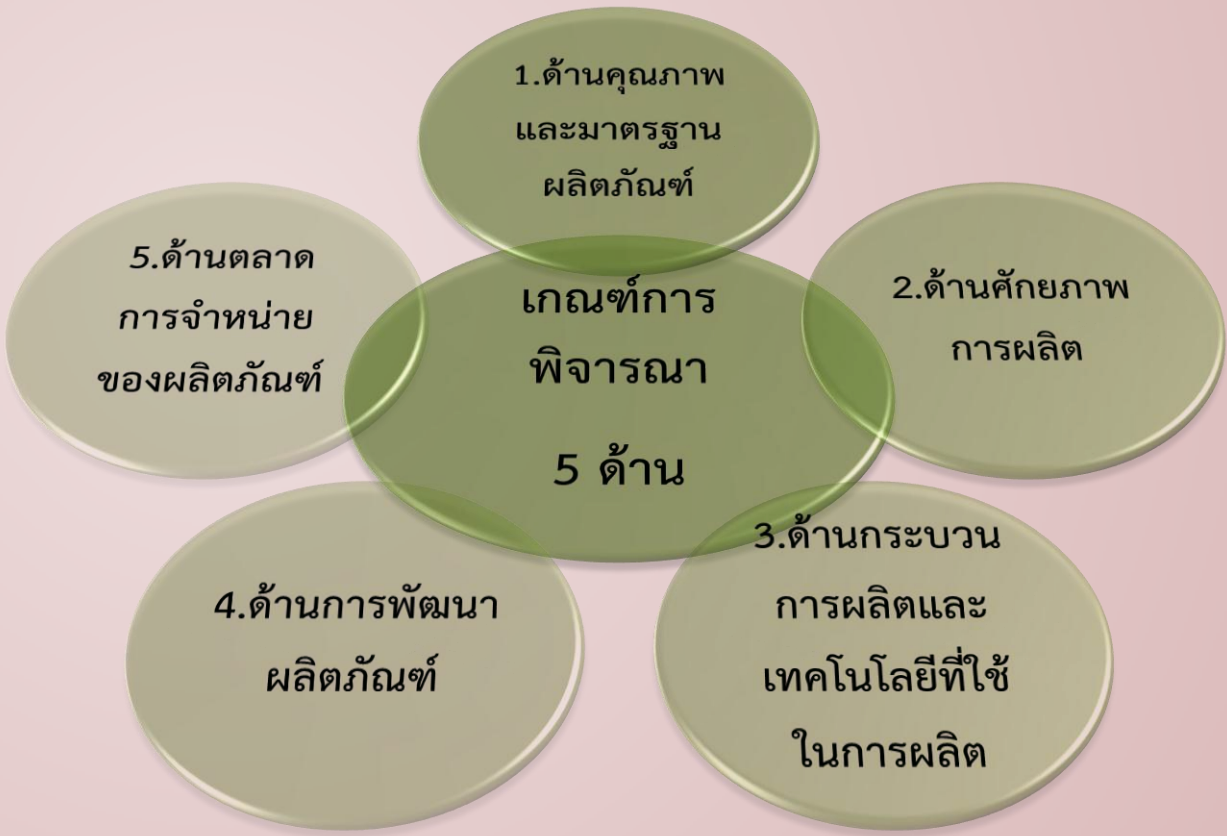 1.ด้านคุณภาพ
และมาตรฐาน
ผลิตภัณฑ์
เกณฑ์การ
พิจารณา
5 ด้าน
2.ด้านศักยภาพ
การผลิต
3.ด้านกระบวน
การผลิตและ
เทคโนโลยีที่ใช้
ในการผลิต
4.ด้านการพัฒนา
ผลิตภัณฑ์
5.ด้านตลาด
การจำหน่าย
ของผลิตภัณฑ์